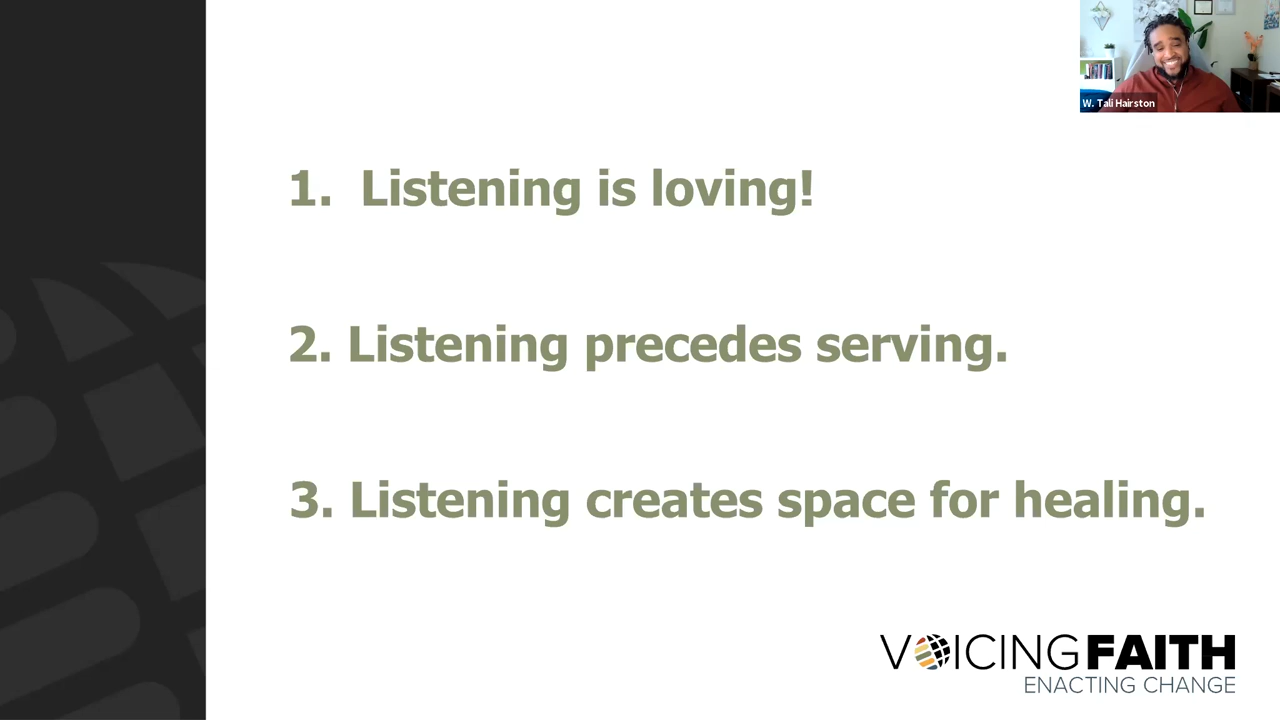 W. Tali Hairston
1. Listening is loving!
2. Listening precedes serving.
3. Listening creates space for healing.
VOICING FAITH
ENACTING CHANGE